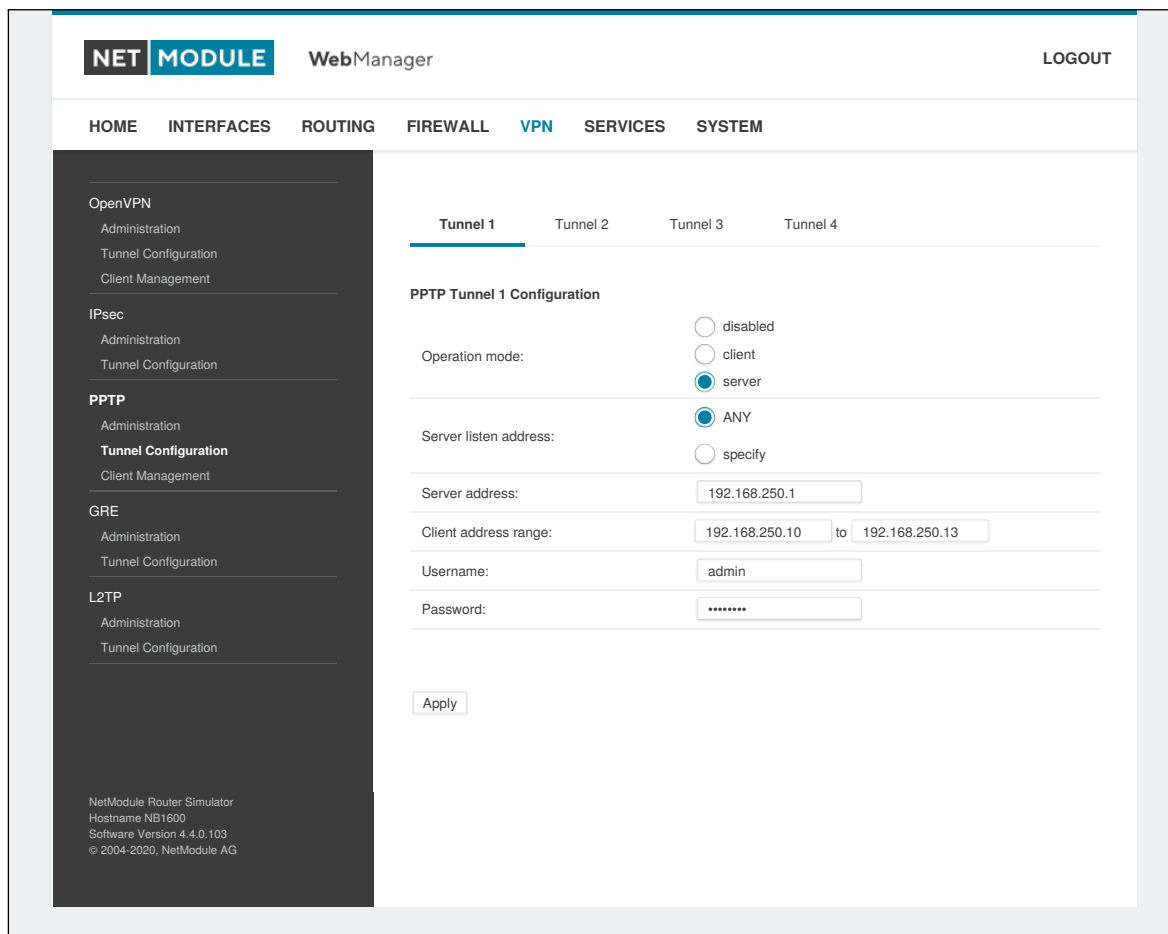 NET MODULE WebManager LOGOUT
HOME INTERFACES ROUTING FIREWALL VPN SERVICES SYSTEM
OpenVPN
Administration
Tunnel Configuration
Client Management
IPsec
Administration
Tunnel Configuration
PPTP
Administration
Tunnel Configuration
Client Management
GRE
Administration
Tunnel Configuration
L2TP
Administration
Tunnel Configuration
NetModule Router Simulator
Hostname NB1600
Software Version 4.4.0.103
© 2004-2020, NetModule AG
Tunnel 1 Tunnel 2 Tunnel 3 Tunnel 4
PPTP Tunnel 1 Configuration
Operation mode:
disabled
client
server
Server listen address:
ANY
specify
Server address: 192.168.250.1
Client address range: 192.168.250.10 to 192.168.250.13
Username: admin
Password: ••••••••
Apply